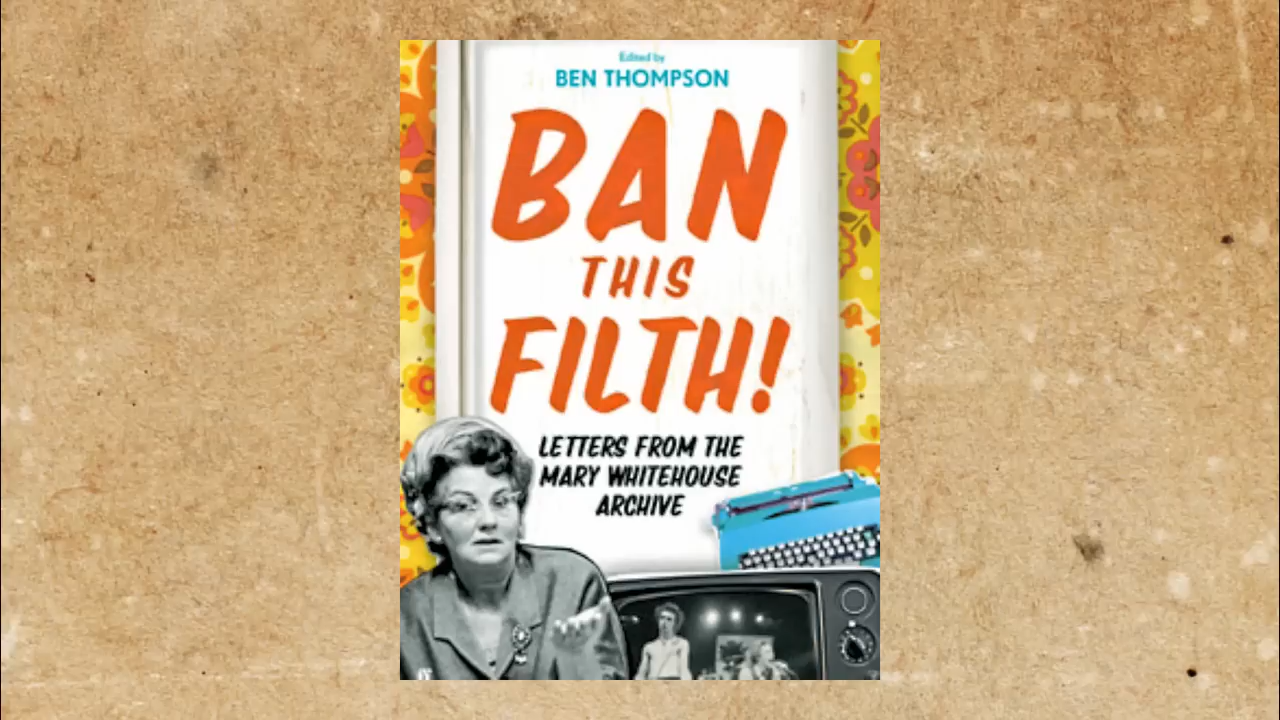 Edited by
BEN THOMPSON
BAN
THIS
FILTH!
LETTERS FROM THE
MARY WHITEHOUSE
ARCHIVE